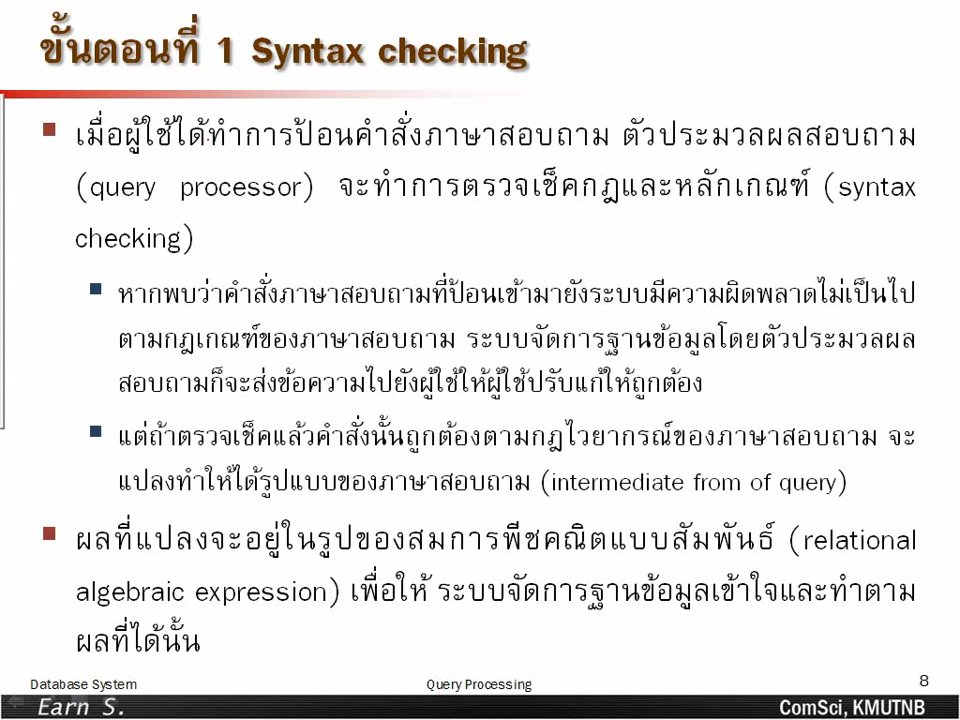 ขั้นตอนที่ 1 Syntax checking
เมื่อผู้ใช้ได้ทำการป้อนคำสั่งภาษาสอบถาม ตัวประมวลผลสอบถาม
(query processor) จะทำการตรวจเช็คกฎและหลักเกณฑ์ (syntax
checking)
หากพบว่าคำสั่งภาษาสอบถามที่ป้อนเข้ามายังระบบมีความผิดพลาดไม่เป็นไป
ตามกฎเกณฑ์ของภาษาสอบถาม ระบบจัดการฐานข้อมูลโดยตัวประมวลผล
สอบถามก็จะส่งข้อความไปยังผู้ใช้ให้ผู้ใช้ปรับแก้ให้ถูกต้อง
แต่ถ้าตรวจเช็คแล้วคำสั่งนั้นถูกต้องตามกฎไวยากรณ์ของภาษาสอบถาม จะ
แปลงทำให้ได้รูปแบบของภาษาสอบถาม (intermediate from of query)
ผลที่แปลงจะอยู่ในรูปของสมการพีชคณิตแบบสัมพันธ์ (relational
algebraic expression) เพื่อให้ ระบบจัดการฐานข้อมูลเข้าใจและทำตาม
ผลที่ได้นั้น
Database System Query Processing 8
Earn S. ComSci, KMUTNB